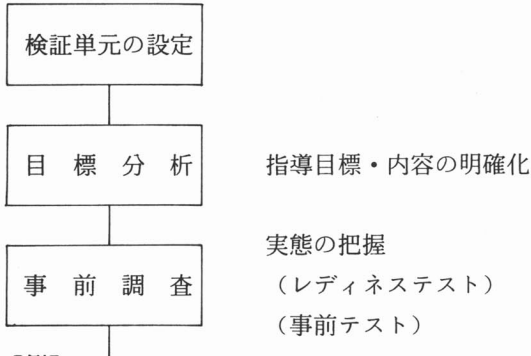 検証単元の設定
目標分析 指導目標・内容の明確化
実態の把握
事前調査 （レディネステスト）
（事前テスト）